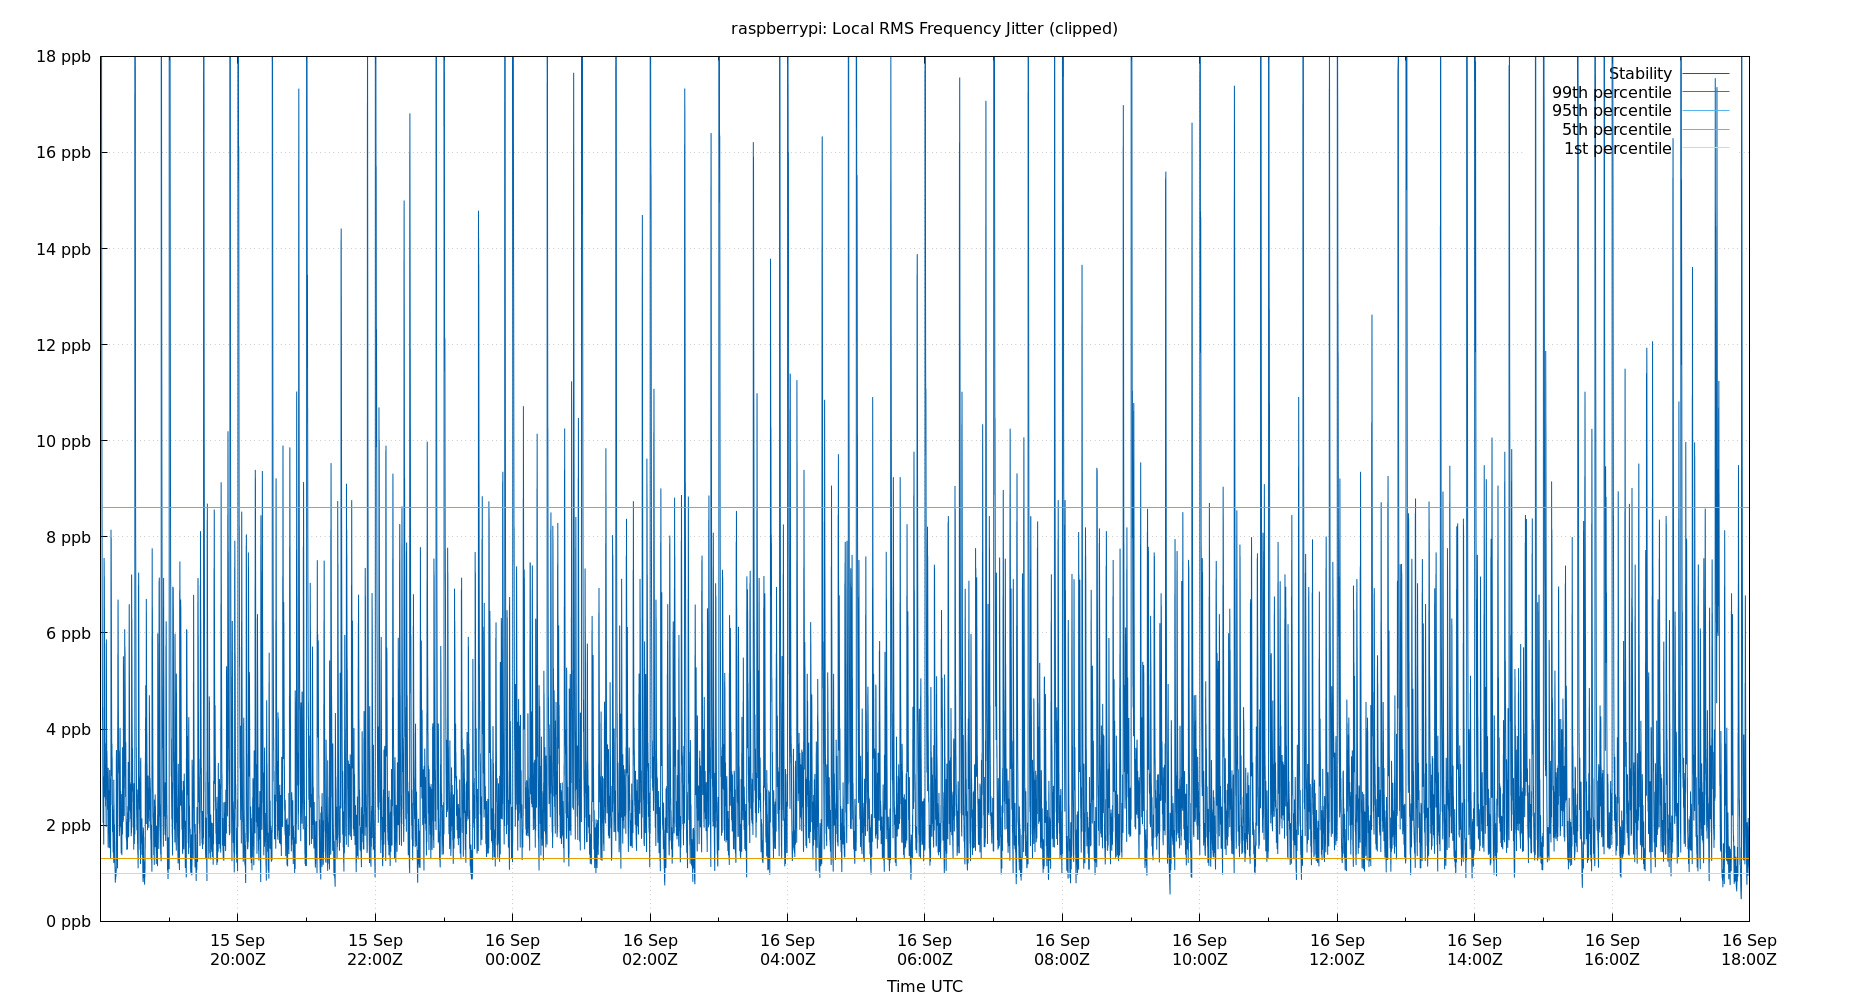 raspberrypi: Local RMS Frequency Jitter (clipped)
18 ppb
16 ppb
14 ppb
12 ppb
10 ppb
8 ppb
6 ppb
4 ppb
2 ppb
0 ppb
Stability
99th percentile
95th percentile
5th percentile
1st percentile
15 Sep
20:00Z
15 Sep
22:00Z
16 Sep
00:00Z
16 Sep
02:00Z
16 Sep
04:00Z
16 Sep
06:00Z
16 Sep
08:00Z
16 Sep
10:00Z
16 Sep
12:00Z
16 Sep
14:00Z
16 Sep
16:00Z
16 Sep
18:00Z
Time UTC